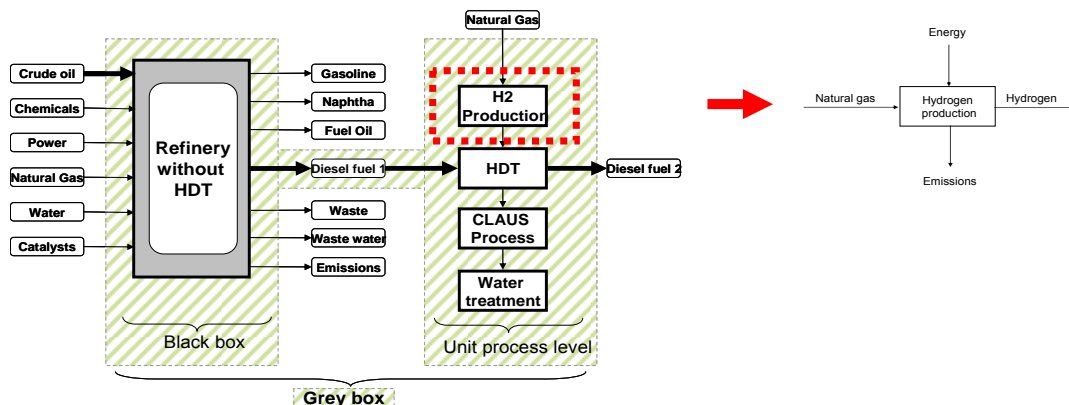 Natural Gas
Crude oil
Chemicals
Power
Natural Gas
Water
Catalysts
Refinery
without
HDT
Gasoline
Naphtha
Fuel Oil
Diesel fuel 1
Waste
Waste water
Emissions
H2
Production
HDT
CLAUS
Process
Water
treatment
Diesel fuel 2
Black box
Unit process level
Grey box
Energy
Natural gas
Hydrogen
production
Hydrogen
Emissions